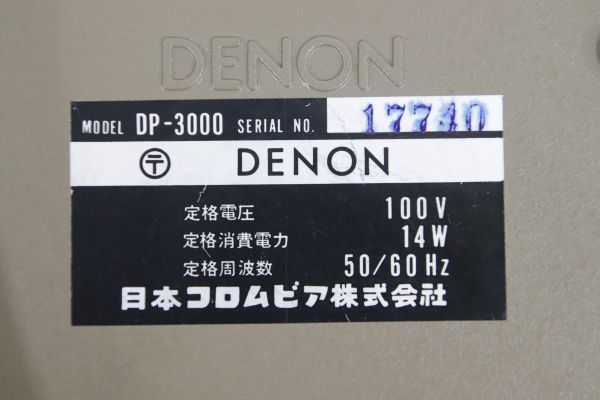 DENON
MODEL DP-3000 SERIAL NO. 17740
〶 DENON
定格電圧 100V
定格消費電力 14W
定格周波数 50/60Hz
日本コロムビア株式会社